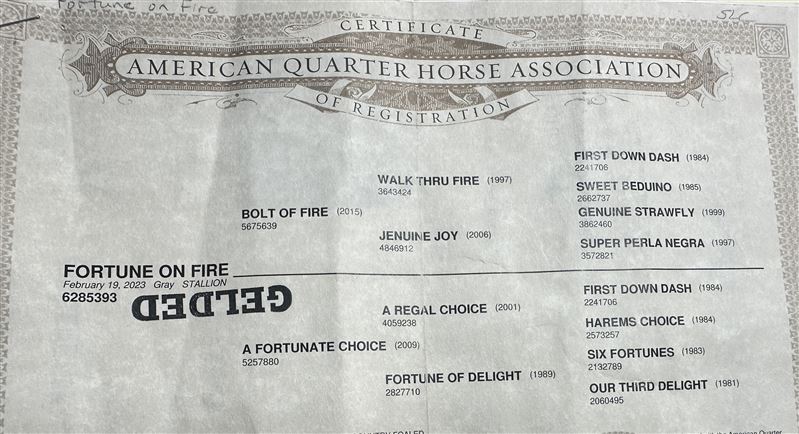 Fortune on Fire
SLC
CERTIFICATE
AMERICAN QUARTER HORSE ASSOCIATION
OF REGISTRATION
FIRST DOWN DASH (1984)
2241706
WALK THRU FIRE (1997)
3643424
SWEET BEDUINO (1985)
2662737
BOLT OF FIRE (2015)
5675639
GENUINE STRAWFLY (1999)
3862460
JENUINE JOY (2006)
4846912
SUPER PERLA NEGRA (1997)
3572821
FORTUNE ON FIRE
February 19, 2023 Gray STALLION
6285393
GELDED
FIRST DOWN DASH (1984)
2241706
A REGAL CHOICE (2001)
4059238
HAREMS CHOICE (1984)
2573257
A FORTUNATE CHOICE (2009)
5257880
SIX FORTUNES (1983)
2132789
FORTUNE OF DELIGHT (1989)
2827710
OUR THIRD DELIGHT (1981)
2060495